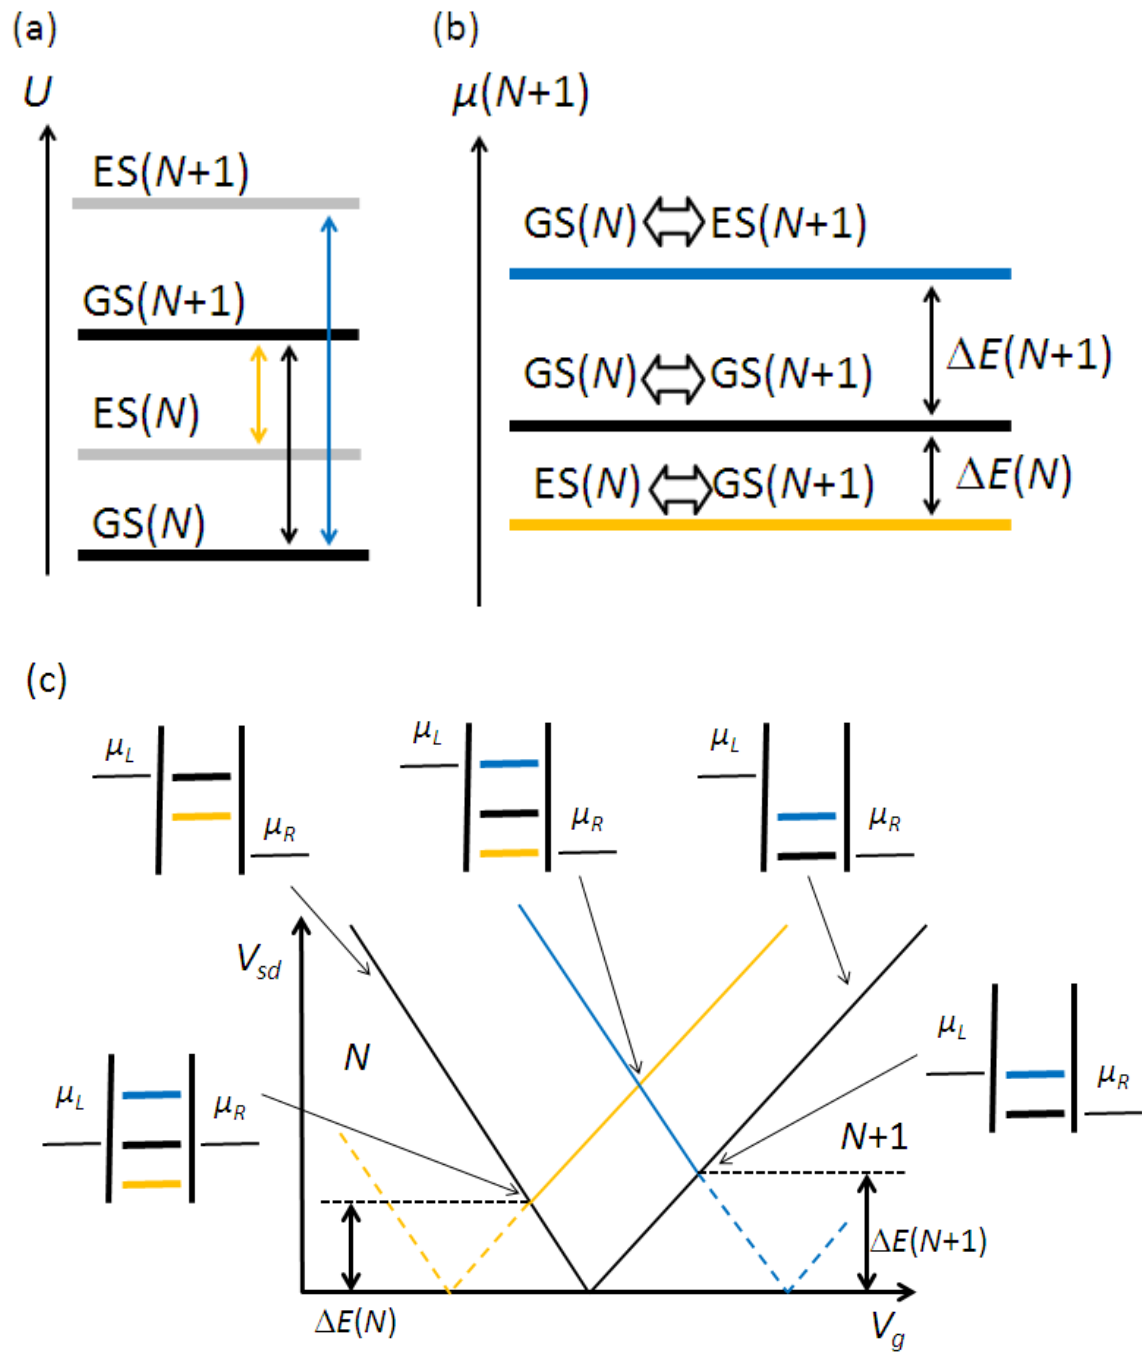 (a)
(b)
U
μ(N+1)
ES(N+1)
GS(N+1)
ES(N)
GS(N)
GS(N) ⇔ ES(N+1)
ΔE(N+1)
GS(N) ⇔ GS(N+1)
ΔE(N)
ES(N) ⇔ GS(N+1)
(c)
μL
μR
μL
μR
μL
μR
Vsd
N
μL
μR
μL
μR
N+1
ΔE(N+1)
ΔE(N)
Vg